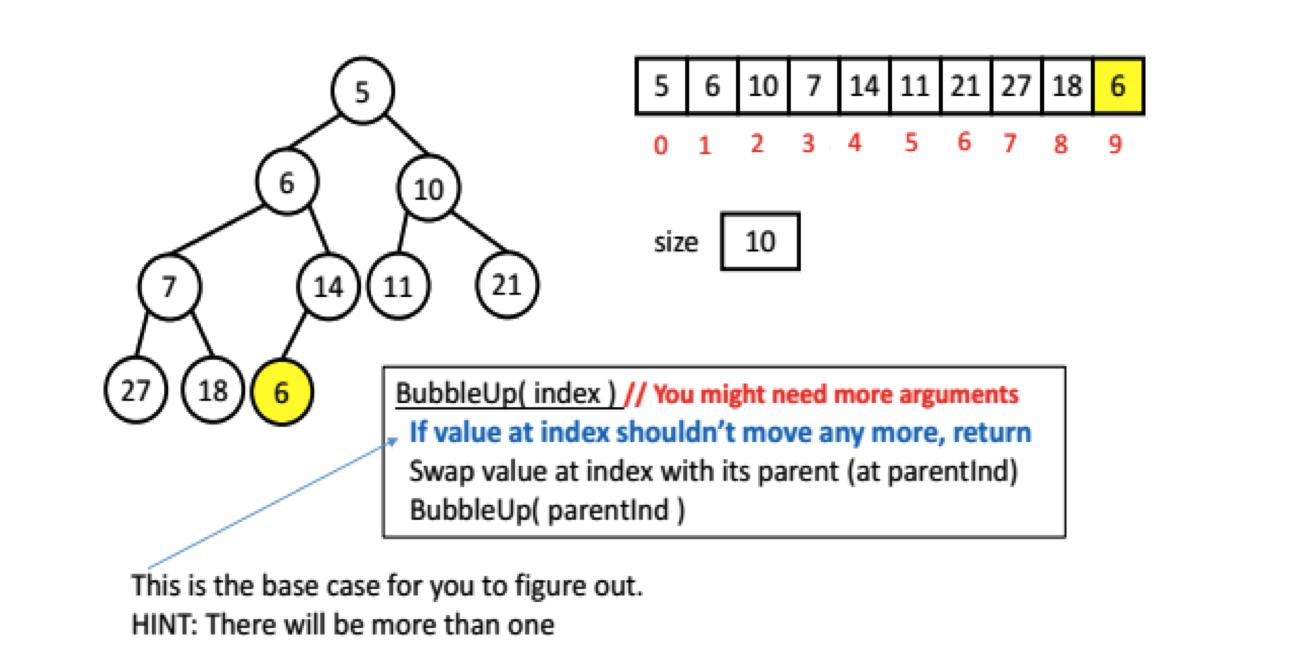 5
5 6 10 7 14 11 21 27 18 6
0 1 2 3 4 5 6 7 8 9
6 10
size 10
7 14 11 21
27 18 6
BubbleUp( index ) // You might need more arguments
If value at index shouldn’t move any more, return
Swap value at index with its parent (at parentInd)
BubbleUp( parentInd )
This is the base case for you to figure out.
HINT: There will be more than one